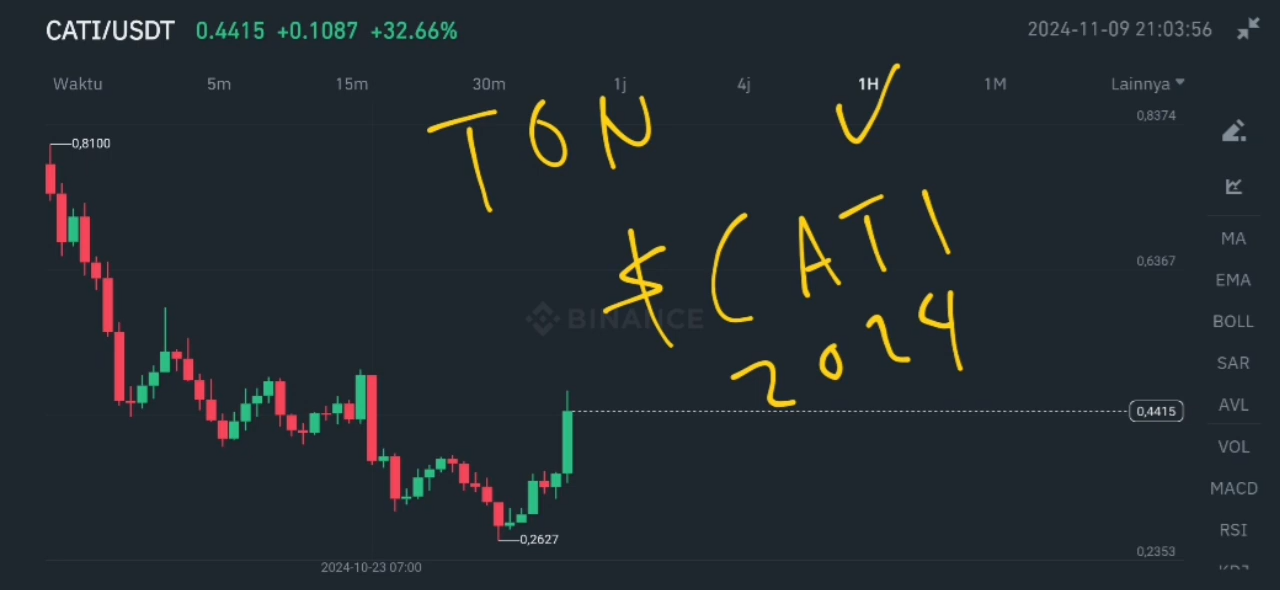 CATI/USDT 0.4415 +0.1087 +32.66% 2024-11-09 21:03:56
Waktu 5m 15m 30m 1j 4j 1H 1M Lainnya
0,8374
0,8100
TON
MA
$CATI
0,6367
EMA
BINANCE
BOLL
2024
SAR
AVL
0,4415
VOL
MACD
RSI
0,2627
0,2353
2024-10-23 07:00